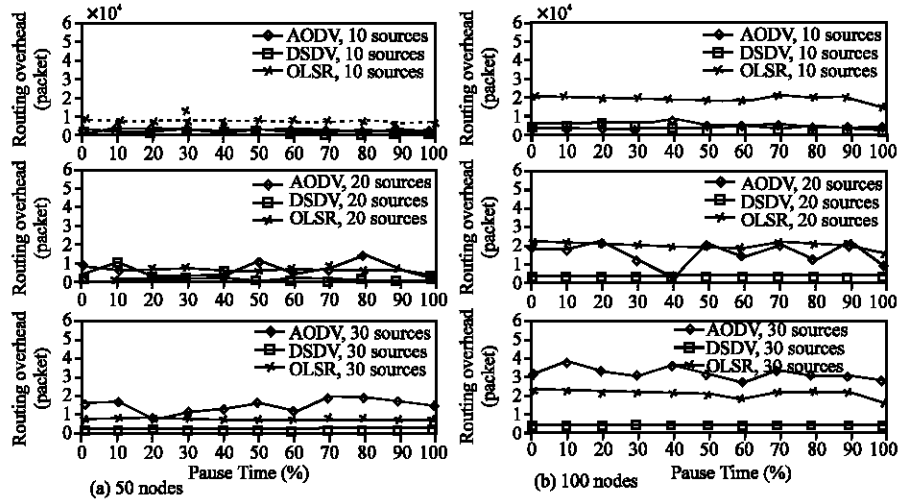 ×10⁴
6
5
4
3
2
1
0
Routing overhead
(packet)
AODV, 10 sources
DSDV, 10 sources
OLSR, 10 sources
0 10 20 30 40 50 60 70 80 90 100
6
5
4
3
2
1
0
Routing overhead
(packet)
AODV, 20 sources
DSDV, 20 sources
OLSR, 20 sources
0 10 20 30 40 50 60 70 80 90 100
6
5
4
3
2
1
0
Routing overhead
(packet)
AODV, 30 sources
DSDV, 30 sources
OLSR, 30 sources
0 10 20 30 40 50 60 70 80 90 100
Pause Time (%)
(a) 50 nodes
×10⁴
6
5
4
3
2
1
0
Routing overhead
(packet)
AODV, 10 sources
DSDV, 10 sources
OLSR, 10 sources
0 10 20 30 40 50 60 70 80 90 100
6
5
4
3
2
1
0
Routing overhead
(packet)
AODV, 20 sources
DSDV, 20 sources
OLSR, 20 sources
0 10 20 30 40 50 60 70 80 90 100
6
5
4
3
2
1
0
Routing overhead
(packet)
AODV, 30 sources
DSDV, 30 sources
OLSR, 30 sources
0 10 20 30 40 50 60 70 80 90 100
Pause Time (%)
(b) 100 nodes